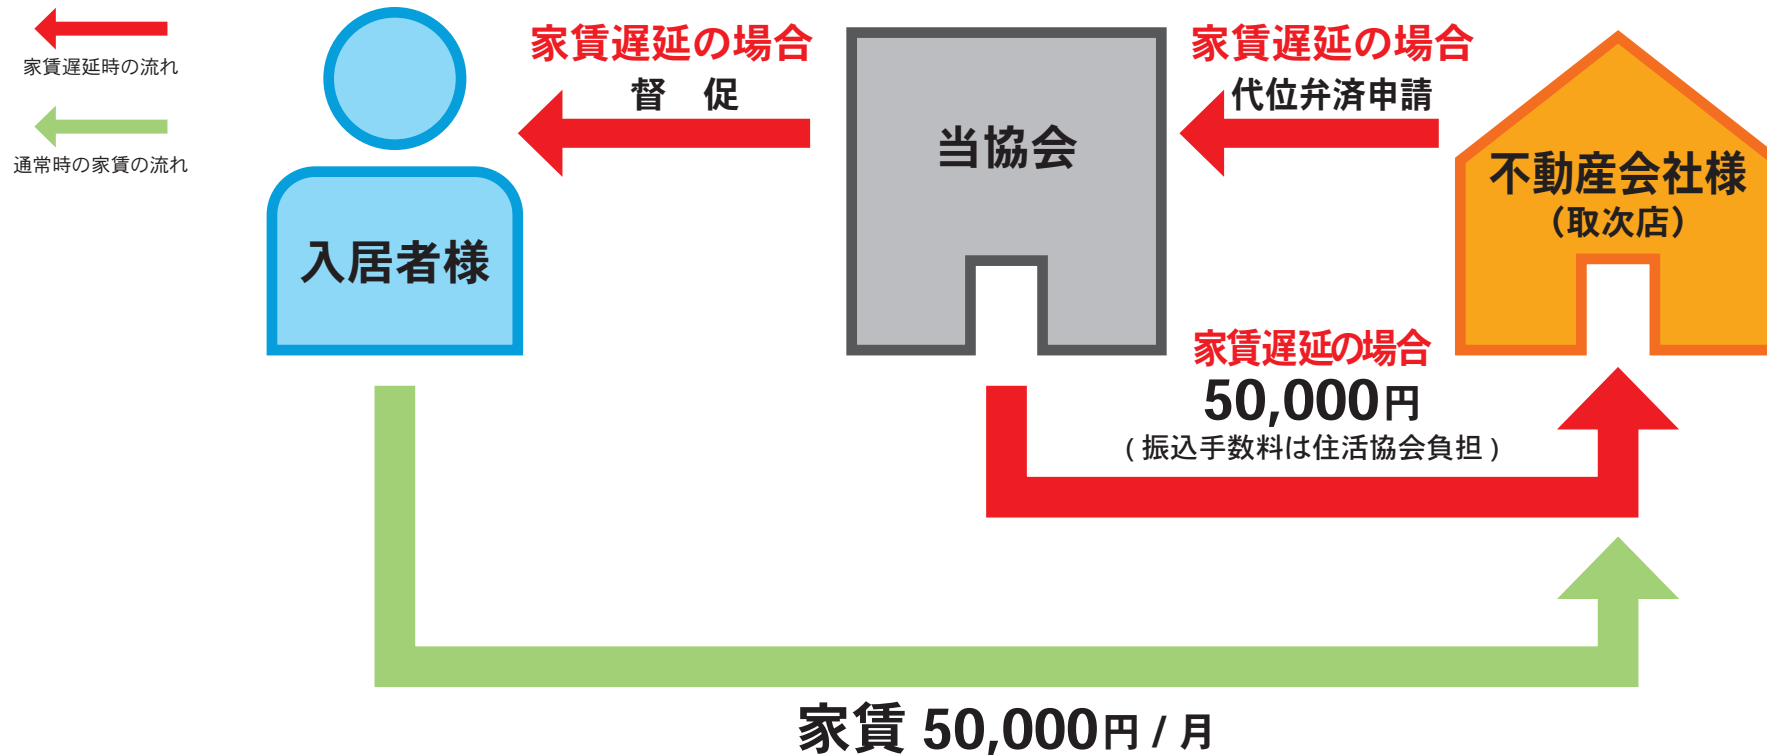 家賃遅延時の流れ
通常時の家賃の流れ
入居者様
家賃遅延の場合
督　促
当協会
家賃遅延の場合
代位弁済申請
不動産会社様
（取次店）
家賃遅延の場合
50,000円
( 振込手数料は住活協会負担 )
家賃 50,000円 / 月